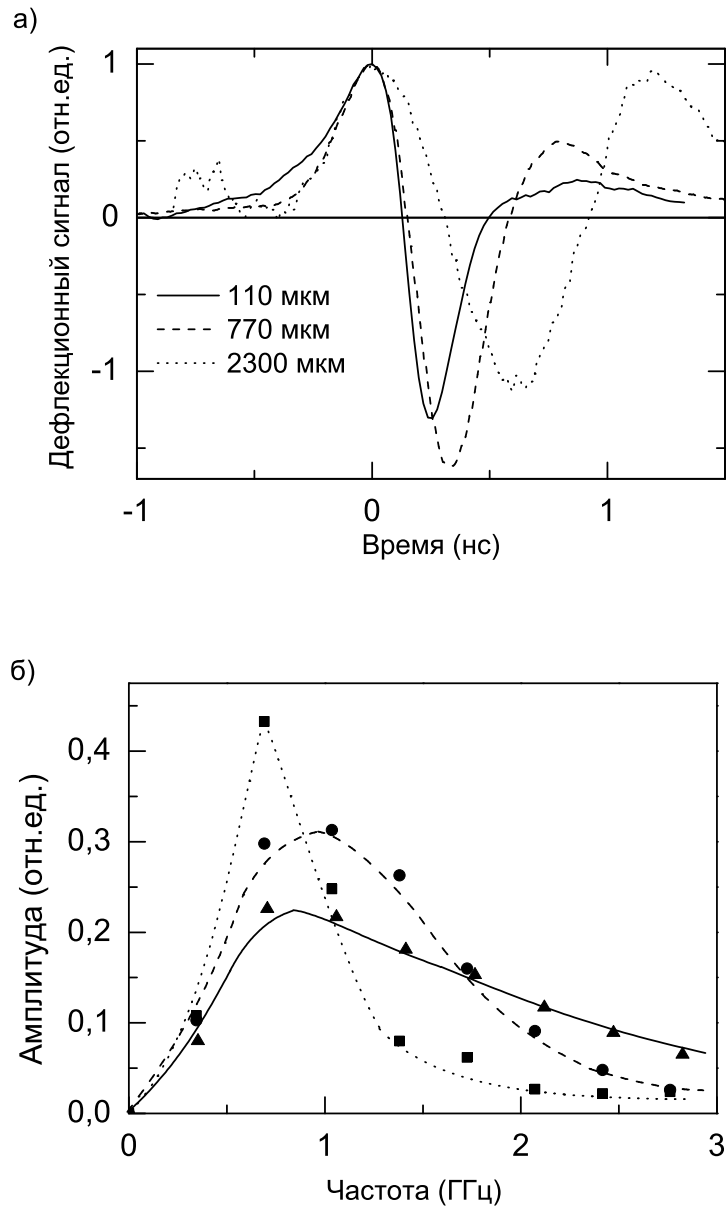 а)
Дефлекционный сигнал (отн.ед.)
1
0
-1
110 мкм
770 мкм
2300 мкм
-1
0
1
Время (нс)
б)
Амплитуда (отн.ед.)
0,4
0,3
0,2
0,1
0,0
0
1
2
3
Частота (ГГц)